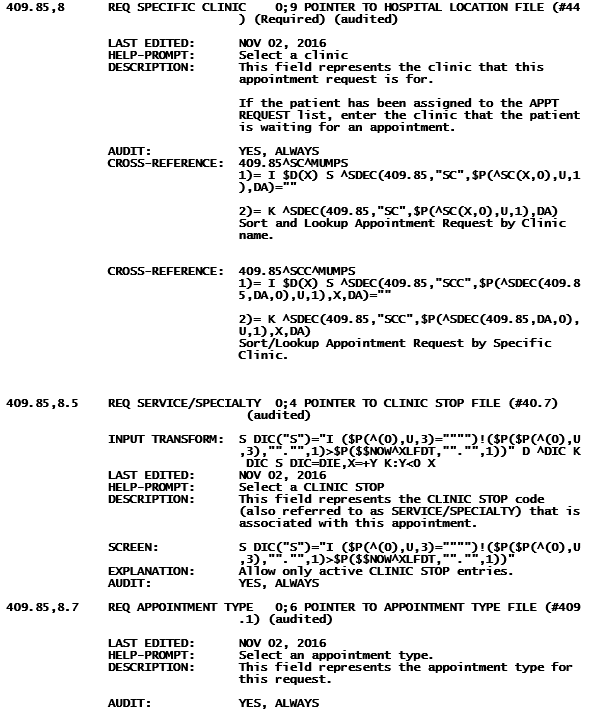 409.85,8 REQ SPECIFIC CLINIC 0;9 POINTER TO HOSPITAL LOCATION FILE (#44
) (Required) (audited)
LAST EDITED: NOV 02, 2016
HELP-PROMPT: Select a clinic
DESCRIPTION: This field represents the clinic that this
appointment request is for.
If the patient has been assigned to the APPT
REQUEST list, enter the clinic that the patient
is waiting for an appointment.
AUDIT: YES, ALWAYS
CROSS-REFERENCE: 409.85^SC^MUMPS
1)= I $D(X) S ^SDEC(409.85,"SC",$P(^SC(X,0),U,1
),DA)=""
2)= K ^SDEC(409.85,"SC",$P(^SC(X,0),U,1),DA)
Sort and Lookup Appointment Request by Clinic
name.
CROSS-REFERENCE: 409.85^SCC^MUMPS
1)= I $D(X) S ^SDEC(409.85,"SCC",$P(^SDEC(409.8
5,DA,0),U,1),X,DA)=""
2)= K ^SDEC(409.85,"SCC",$P(^SDEC(409.85,DA,0),
U,1),X,DA)
Sort/Lookup Appointment Request by Specific
Clinic.
409.85,8.5 REQ SERVICE/SPECIALTY 0;4 POINTER TO CLINIC STOP FILE (#40.7)
(audited)
INPUT TRANSFORM: S DIC("S")="I ($P(^(0),U,3)="""")!($P($P(^(0),U
,3),""."",1)>$P($$NOW^XLFDT,""."",1))" D ^DIC K
DIC S DIC=DIE,X=+Y K:Y<0 X
LAST EDITED: NOV 02, 2016
HELP-PROMPT: Select a CLINIC STOP
DESCRIPTION: This field represents the CLINIC STOP code
(also referred to as SERVICE/SPECIALTY) that is
associated with this appointment.
SCREEN: S DIC("S")="I ($P(^(0),U,3)="""")!($P($P(^(0),U
,3),""."",1)>$P($$NOW^XLFDT,""."",1))"
EXPLANATION: Allow only active CLINIC STOP entries.
AUDIT: YES, ALWAYS
409.85,8.7 REQ APPOINTMENT TYPE 0;6 POINTER TO APPOINTMENT TYPE FILE (#409
.1) (audited)
LAST EDITED: NOV 02, 2016
HELP-PROMPT: Select an appointment type.
DESCRIPTION: This field represents the appointment type for
this request.
AUDIT: YES, ALWAYS